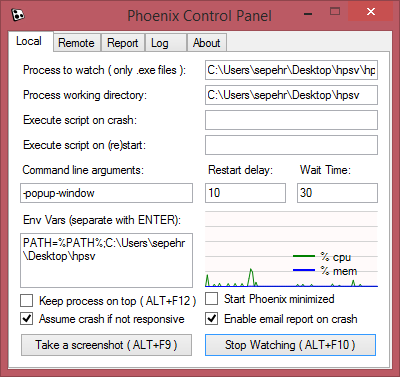 Phoenix Control Panel
Local Remote Report Log About
Process to watch ( only .exe files ): C:\Users\sepehr\Desktop\hpsv\hp
Process working directory: C:\Users\sepehr\Desktop\hpsv
Execute script on crash:
Execute script on (re)start:
Command line arguments: Restart delay: Wait Time:
-popup-window 10 30
Env Vars (separate with ENTER):
PATH=%PATH%;C:\Users\sepehr
\Desktop\hpsv
% cpu
% mem
Keep process on top ( ALT+F12 ) Start Phoenix minimized
Assume crash if not responsive Enable email report on crash
Take a screenshot ( ALT+F9 ) Stop Watching ( ALT+F10 )